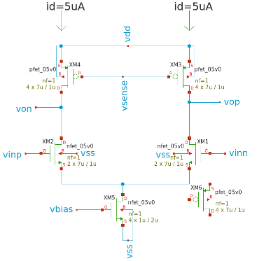 id=5uA id=5uA
vdd
XM4 XM3
pfet_05v0 pfet_05v0
nf=1 nf=1
4 x 7u / 1u 4 x 7u / 1u
vsense
von vop
XM2 XM1
nfet_05v0 nfet_05v0
vinp vss vss vinn
nf=1 nf=1
2 x 7u / 1u 2 x 7u / 1u
XM5 XM6
nfet_05v0 nfet_05v0
vbias
nf=1 nf=1
4 x 1u / 2u 4 x 7u / 1u
vss